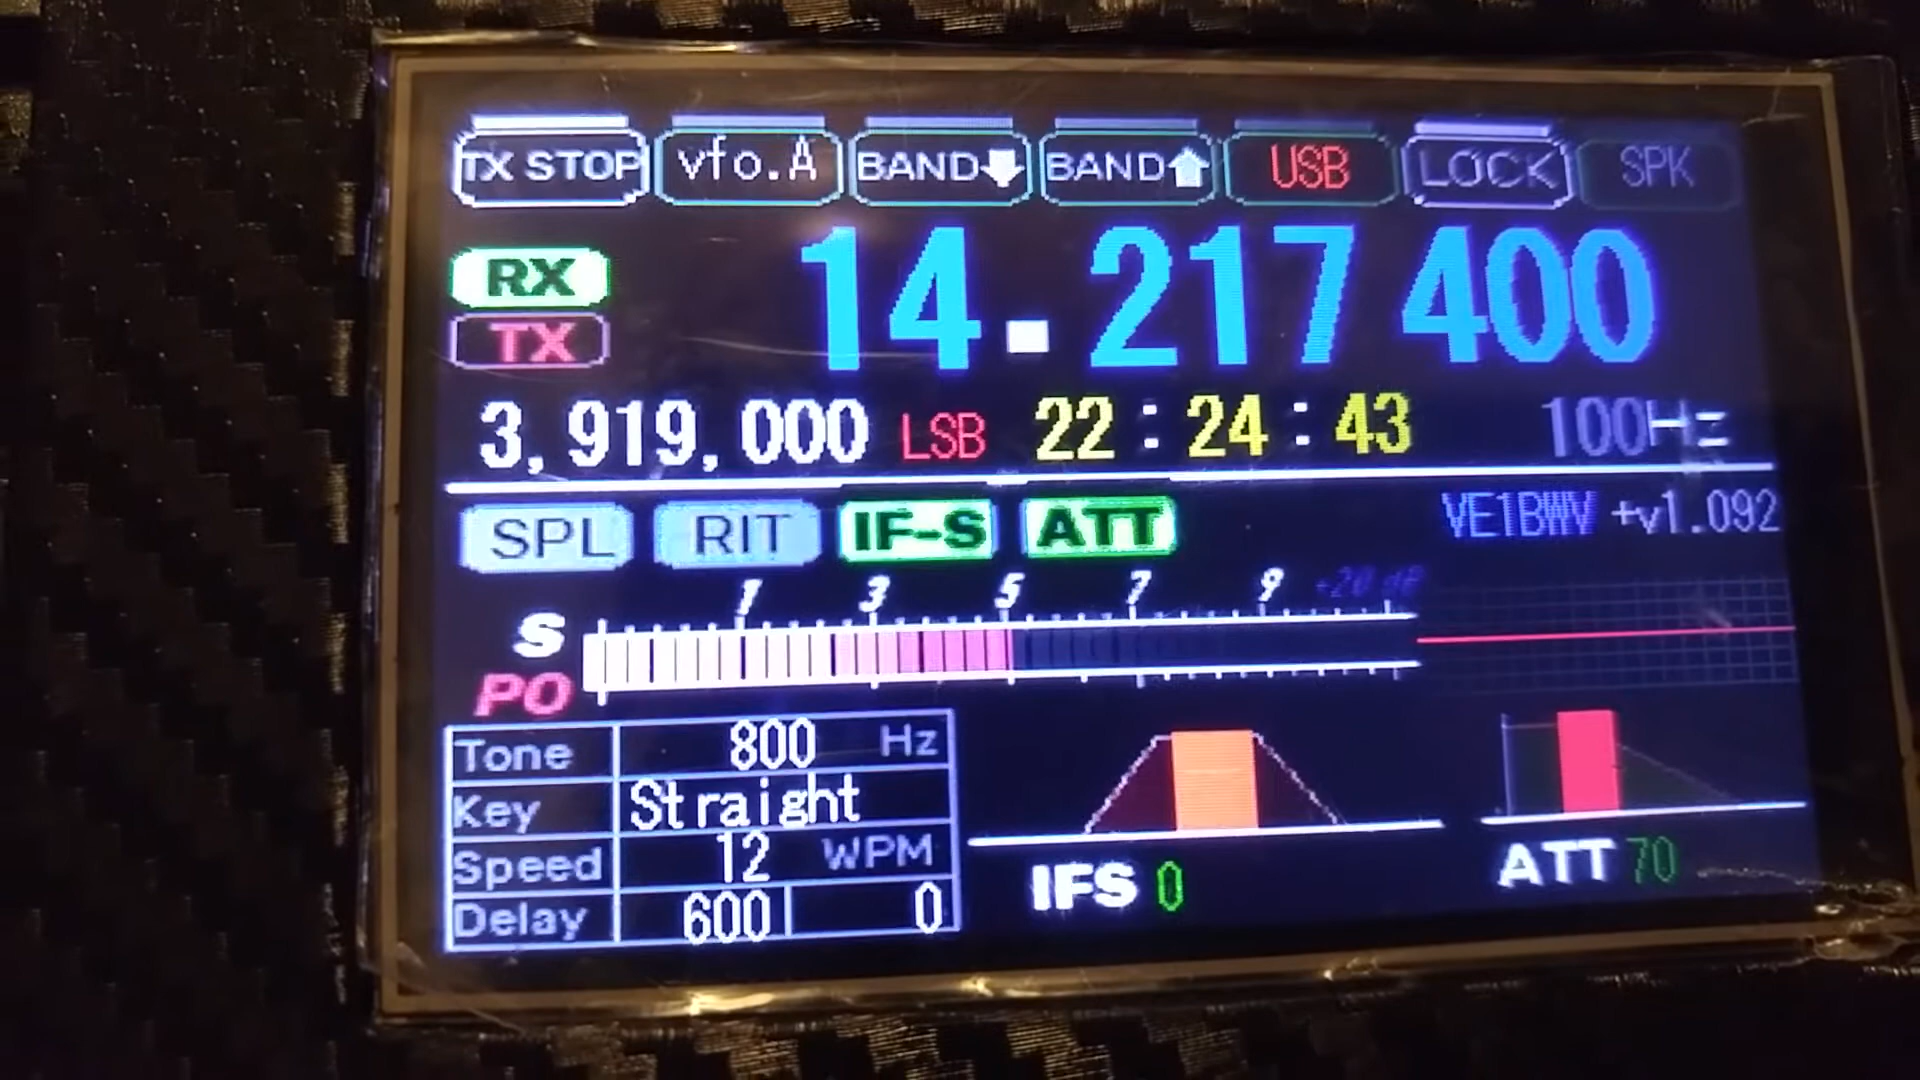 TX STOP vfo.A BAND⬇ BAND⬆ USB LOCK SPK
RX 14.217400
TX
3,919,000 LSB 22:24:43 100Hz
SPL RIT IF-S ATT VE1BWV +v1.092
1 3 5 7 9 +20 dB
S
PO
Tone 800 Hz
Key Straight
Speed 12 WPM
Delay 600 0
IFS 0 ATT 70